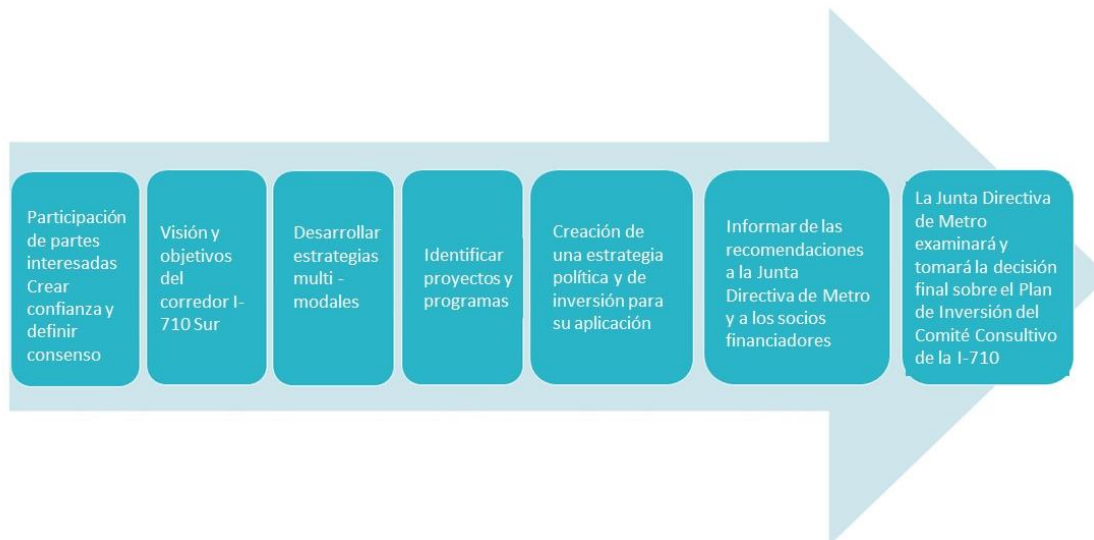 Participación
de partes
interesadas
Crear
confianza y
definir
consenso
Visión y
objetivos
del
corredor I-
710 Sur
Desarrollar
estrategias
multi -
modales
Identificar
proyectos y
programas
Creación de
una estrategia
política y de
inversión para
su aplicación
Informar de las
recomendaciones
a la Junta
Directiva de Metro
y a los socios
financiadores
La Junta Directiva
de Metro
examinará y
tomará la decisión
final sobre el Plan
de Inversión del
Comité Consultivo
de la I-710